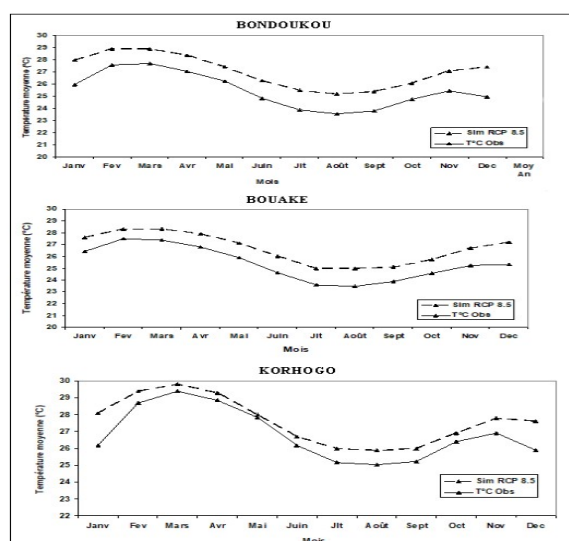 BONDOUKOU
Température moyenne (°C)
30
29
28
27
26
25
24
23
22
21
20
Janv Fev Mars Avr Mai Juin Jlt Août Sept Oct Nov Dec Moy An
Mois
Sim RCP 8.5
T°C Obs
BOUAKE
Température moyenne (°C)
30
29
28
27
26
25
24
23
22
21
20
Janv Fev Mars Avr Mai Juin Jlt Août Sept Oct Nov Dec
Mois
Sim RCP 8.5
T°C Obs
KORHOGO
Température moyenne (°C)
30
29
28
27
26
25
24
23
22
Janv Fev Mars Avr Mai Juin Jlt Août Sept Oct Nov Dec
Mois
Sim RCP 8.5
T°C Obs